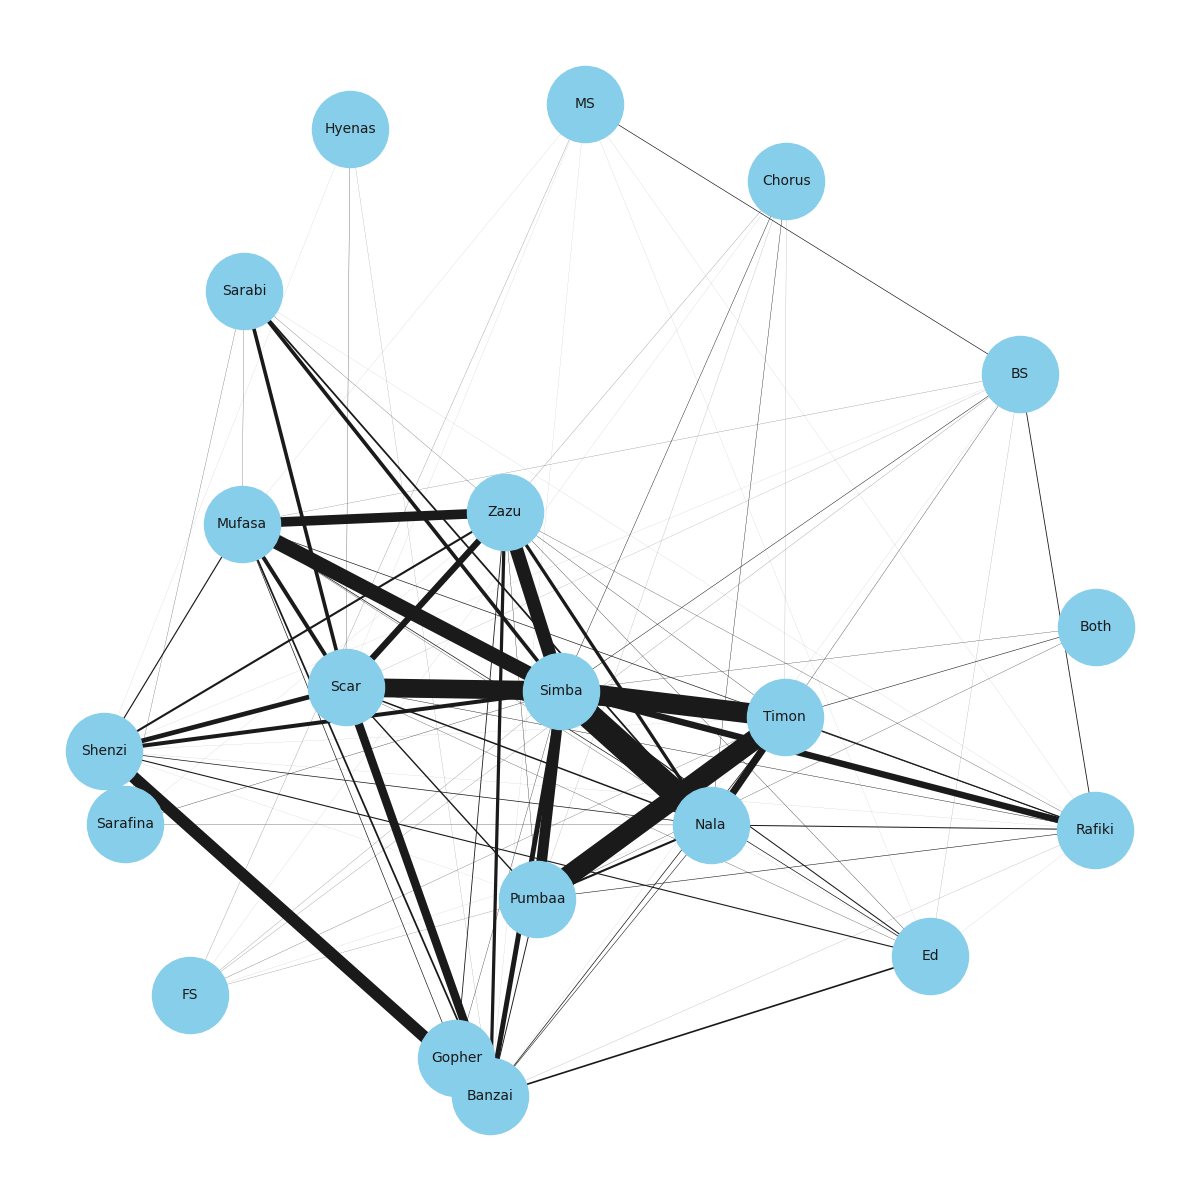 MS
Hyenas
Chorus
Sarabi
BS
Zazu
Mufasa
Both
Scar
Simba
Timon
Shenzi
Sarafina
Nala
Rafiki
Pumbaa
Ed
FS
Gopher
Banzai